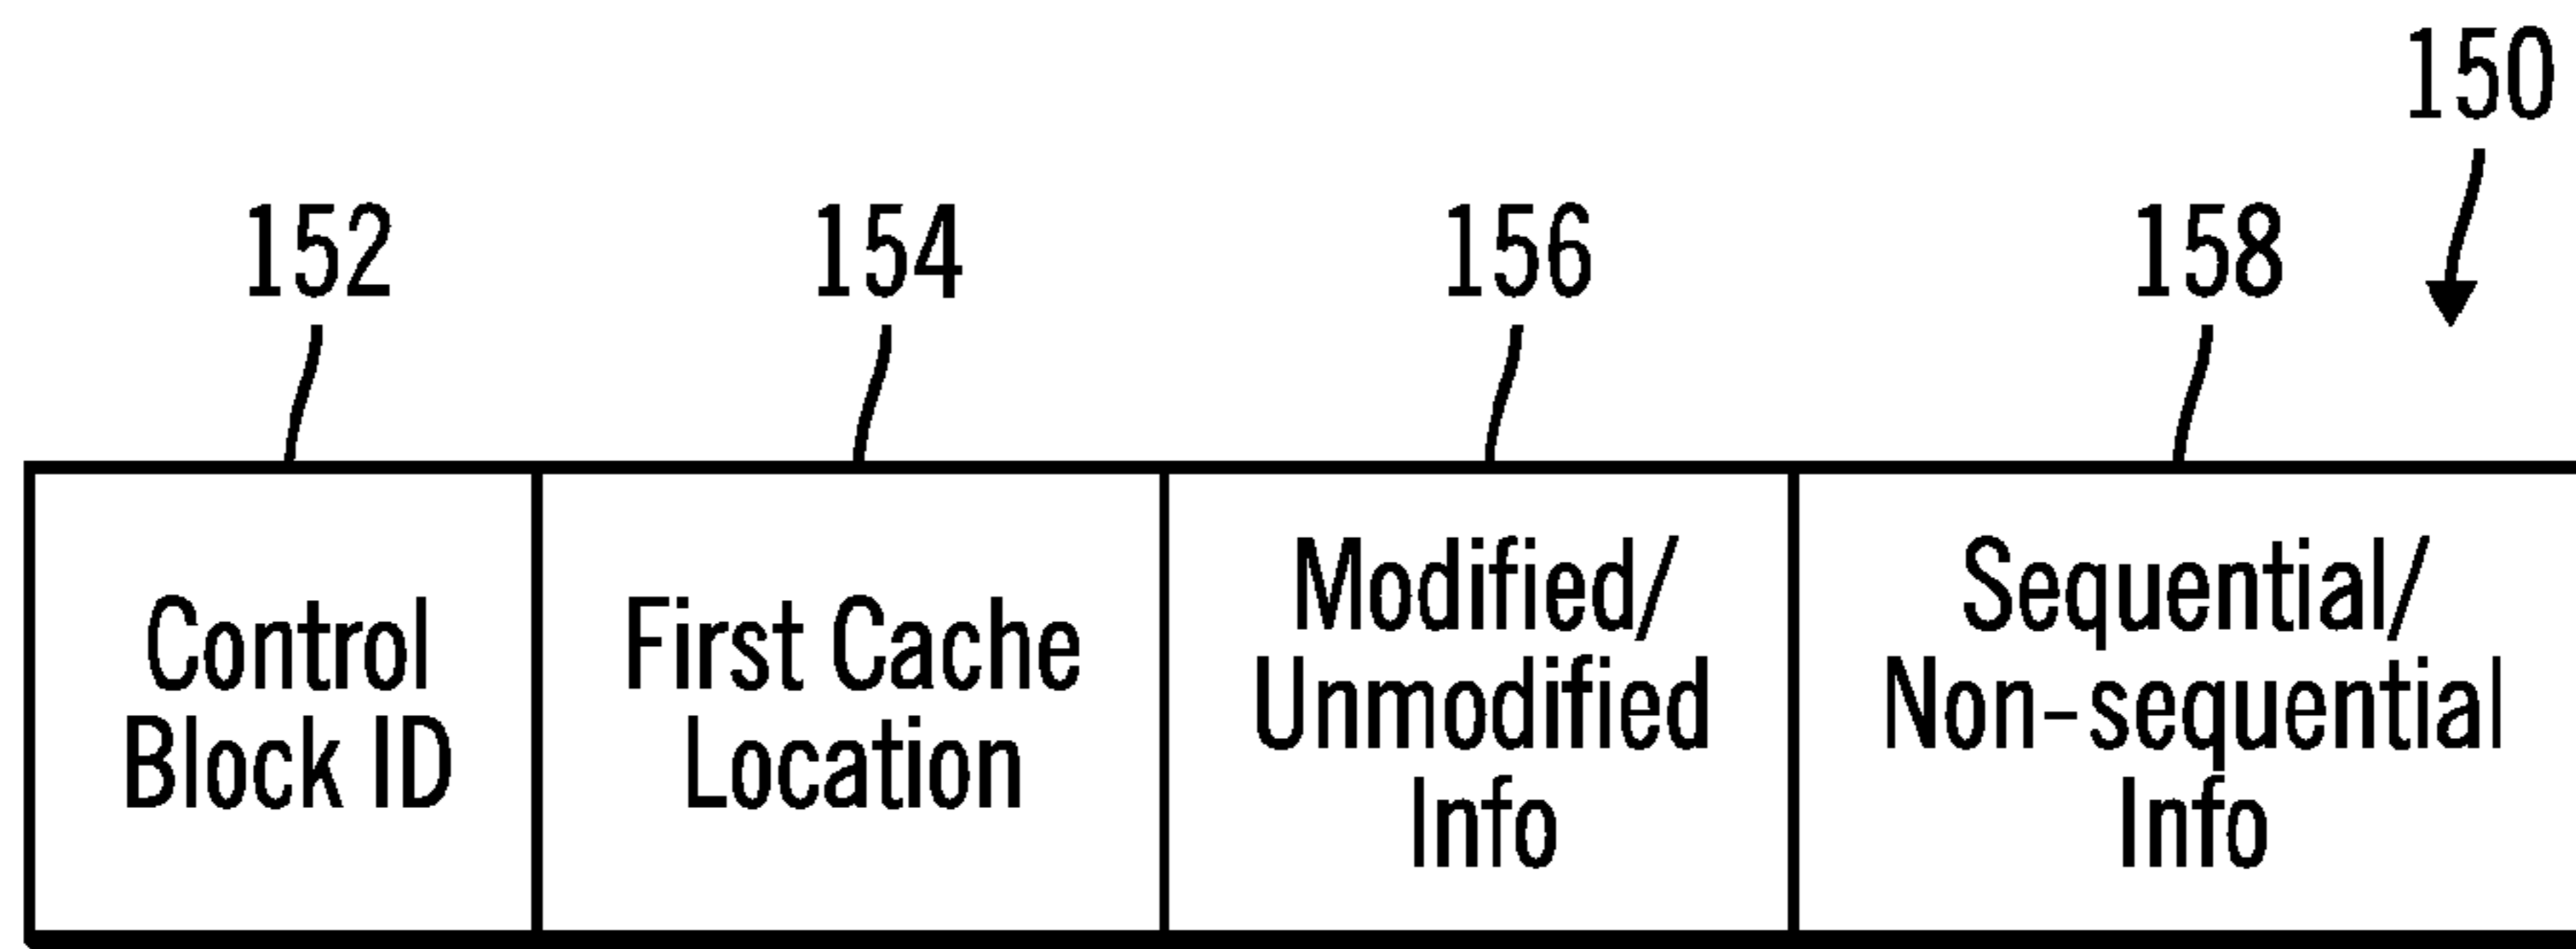 150
152 154 156 158
Control
Block ID
First Cache
Location
Modified/
Unmodified
Info
Sequential/
Non-sequential
Info